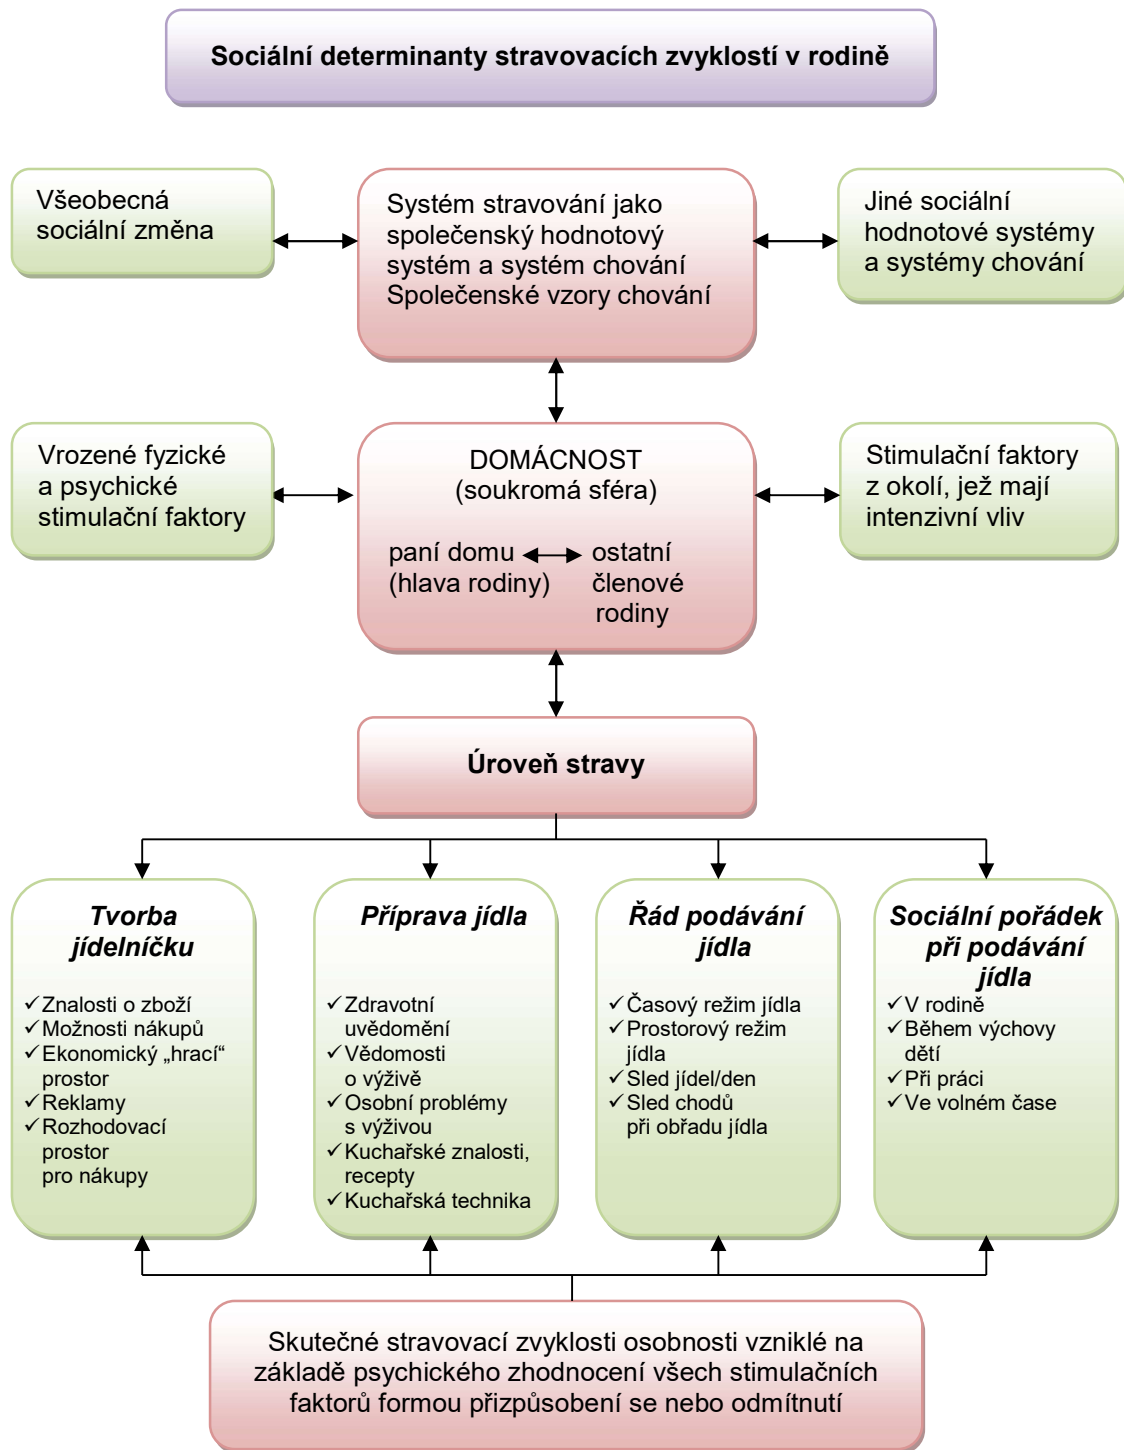 Sociální determinanty stravovacích zvyklostí v rodině
Všeobecná
sociální změna
Systém stravování jako
společenský hodnotový
systém a systém chování
Společenské vzory chování
Jiné sociální
hodnotové systémy
a systémy chování
Vrozené fyzické
a psychické
stimulační faktory
DOMÁCNOST
(soukromá sféra)
paní domu
(hlava rodiny)
ostatní
členové
rodiny
Stimulační faktory
z okolí, jež mají
intenzivní vliv
Úroveň stravy
Tvorba
jídelníčku
✓Znalosti o zboží
✓Možnosti nákupů
✓Ekonomický „hrací“
prostor
✓Reklamy
✓Rozhodovací
prostor
pro nákupy
Příprava jídla
✓Zdravotní
uvědomění
✓Vědomosti
o výživě
✓Osobní problémy
s výživou
✓Kuchařské znalosti,
recepty
✓Kuchařská technika
Řád podávání
jídla
✓Časový režim jídla
✓Prostorový režim
jídla
✓Sled jídel/den
✓Sled chodů
při obřadu jídla
Sociální pořádek
při podávání
jídla
✓V rodině
✓Během výchovy
dětí
✓Při práci
✓Ve volném čase
Skutečné stravovací zvyklosti osobnosti vzniklé na
základě psychického zhodnocení všech stimulačních
faktorů formou přizpůsobení se nebo odmítnutí